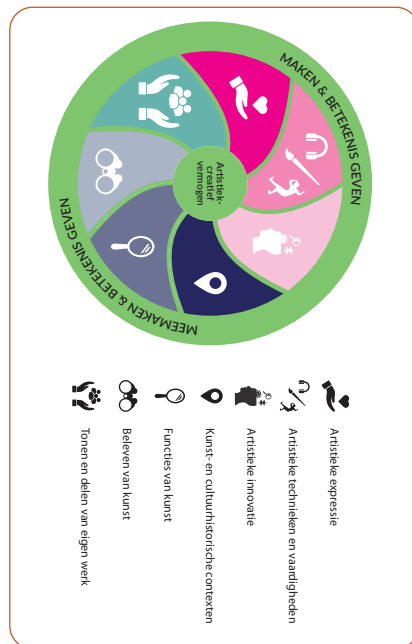 MAKEN & BETEKENIS GEVEN
MEEMAKEN & BETEKENIS GEVEN
Artistiek-
creatief
vermogen
Artistieke expressie
Artistieke technieken en vaardigheden
Artistieke innovatie
Kunst- en cultuurhistorische contexten
Functies van kunst
Beleven van kunst
Tonen en delen van eigen werk